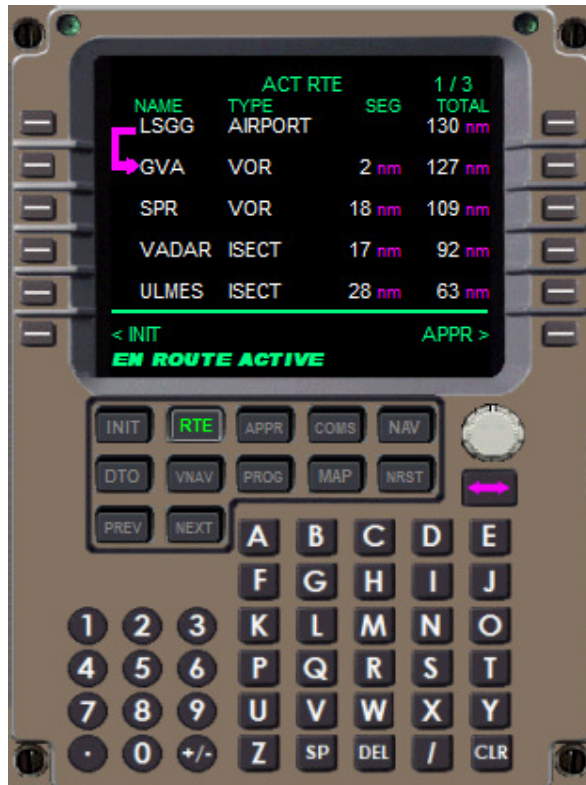 ACT RTE 1 / 3
NAME TYPE SEG TOTAL
LSGG AIRPORT 130 nm
GVA VOR 2 nm 127 nm
SPR VOR 18 nm 109 nm
VADAR ISECT 17 nm 92 nm
ULMES ISECT 28 nm 63 nm
< INIT APPR >
EN ROUTE ACTIVE
INIT RTE APPR COMS NAV
DTO VNAV PROG MAP NRST
PREV NEXT
A B C D E
F G H I J
1 2 3 K L M N O
4 5 6 P Q R S T
7 8 9 U V W X Y
· 0 +/- Z SP DEL / CLR